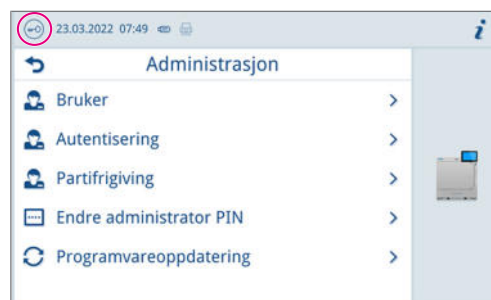 23.03.2022 07:49
i
Administrasjon
Bruker
Autentisering
Partifrigiving
Endre administrator PIN
Programvareoppdatering